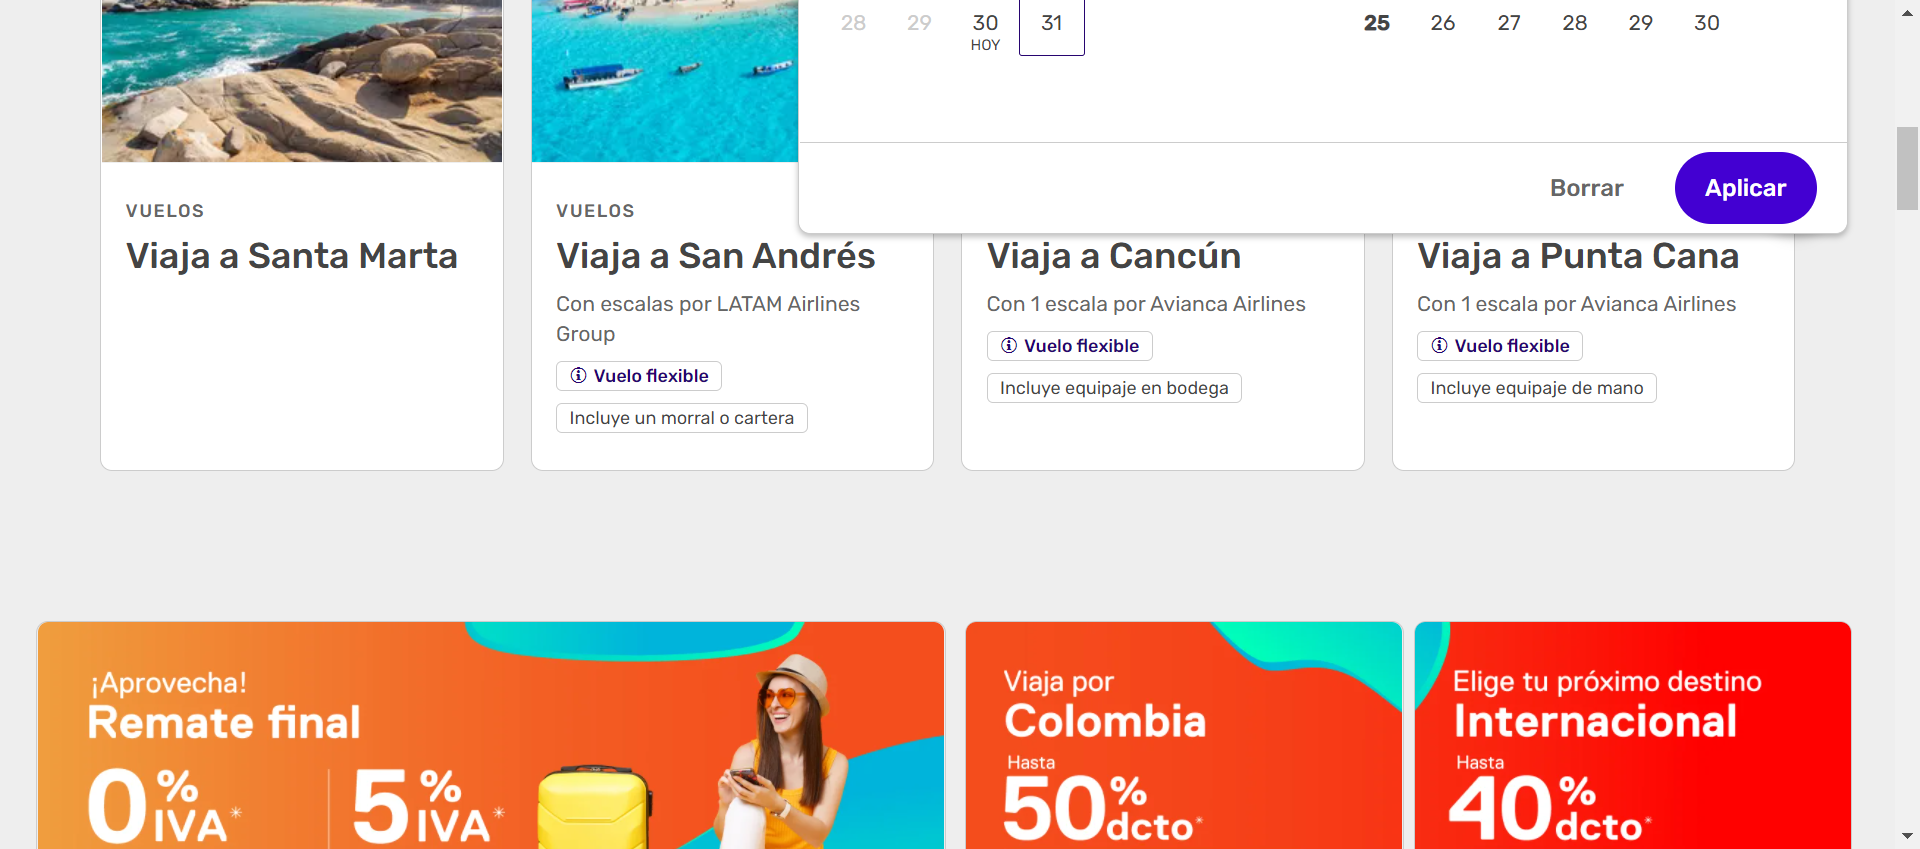 28 29 30 31
HOY
25 26 27 28 29 30
Borrar Aplicar
VUELOS
Viaja a Santa Marta
VUELOS
Viaja a San Andrés
Con escalas por LATAM Airlines
Group
Vuelo flexible
Incluye un morral o cartera
Viaja a Cancún
Con 1 escala por Avianca Airlines
Vuelo flexible
Incluye equipaje en bodega
Viaja a Punta Cana
Con 1 escala por Avianca Airlines
Vuelo flexible
Incluye equipaje de mano
¡Aprovecha!
Remate final
0% IVA*
5% IVA*
Viaja por
Colombia
Hasta
50% dcto*
Elige tu próximo destino
Internacional
Hasta
40% dcto*